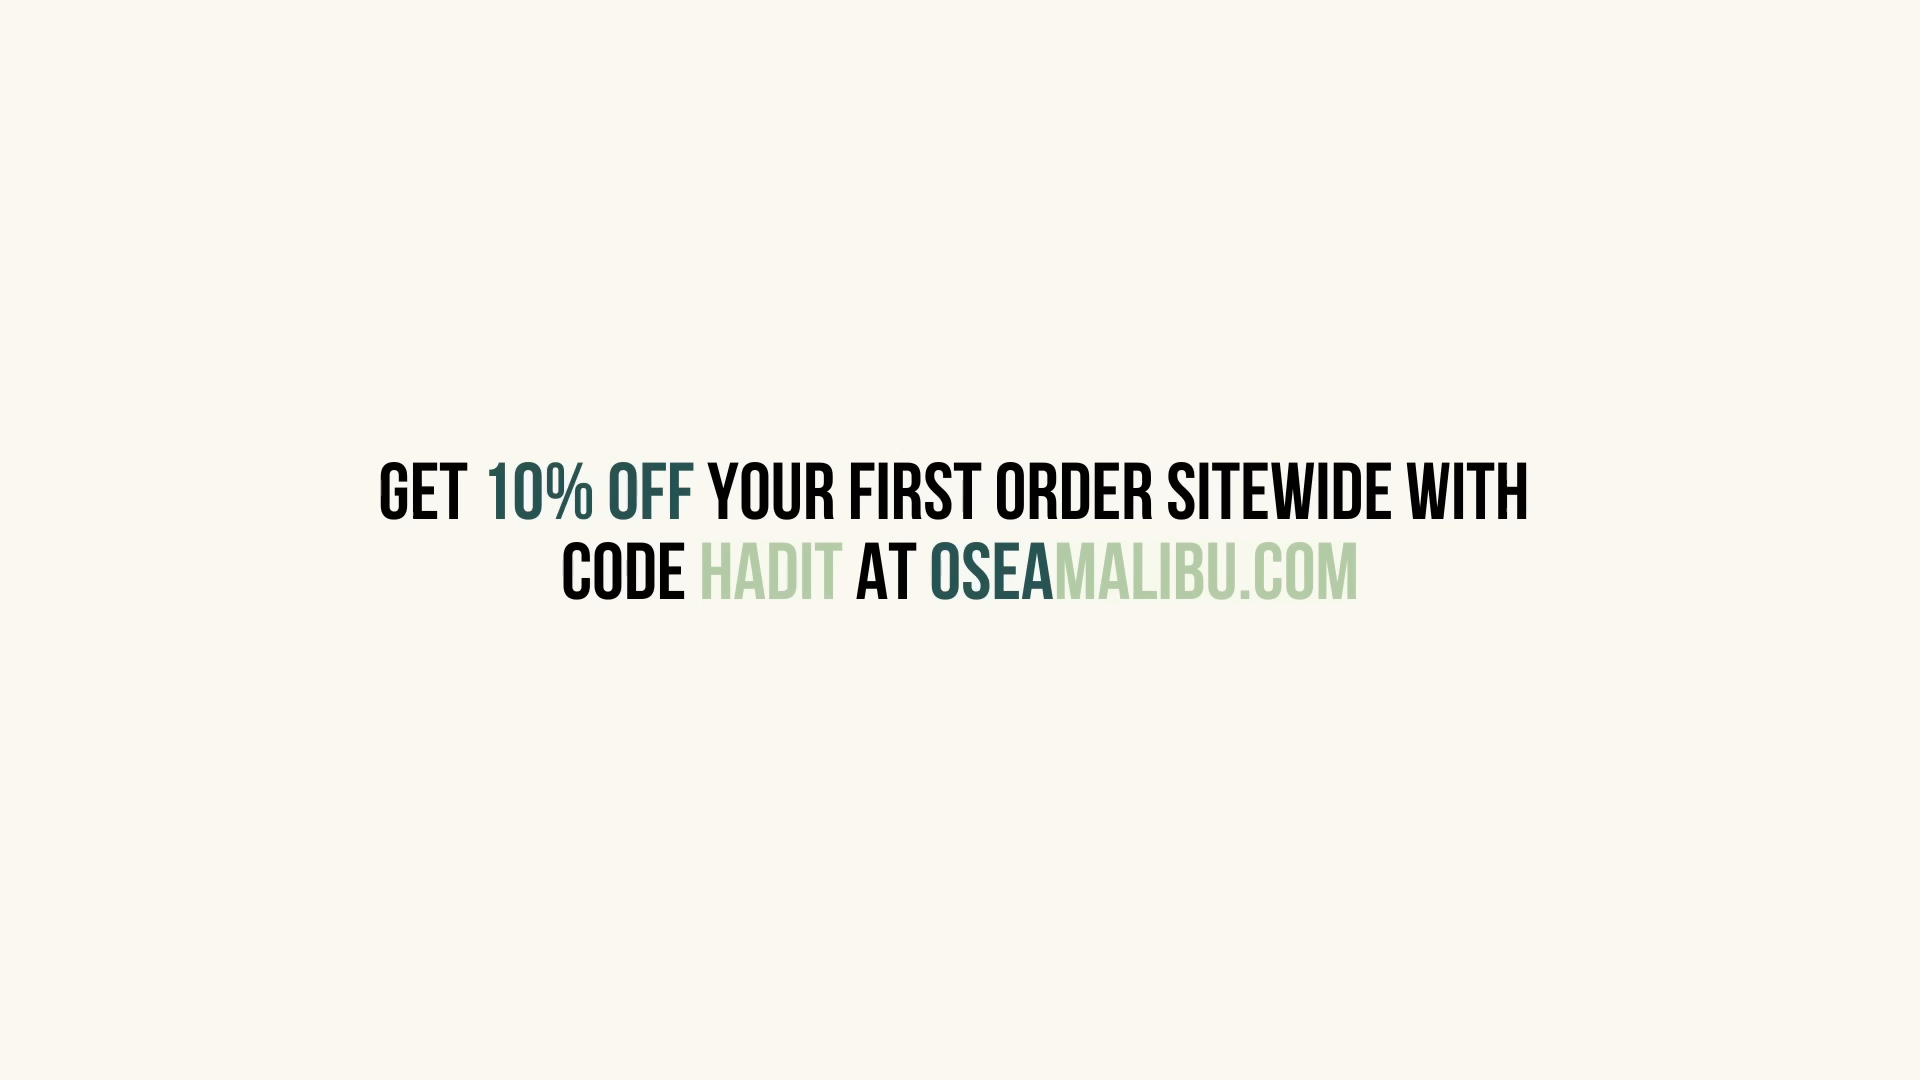 GET 10% OFF YOUR FIRST ORDER SITEWIDE WITH
CODE HADIT AT OSEAMALIBU.COM